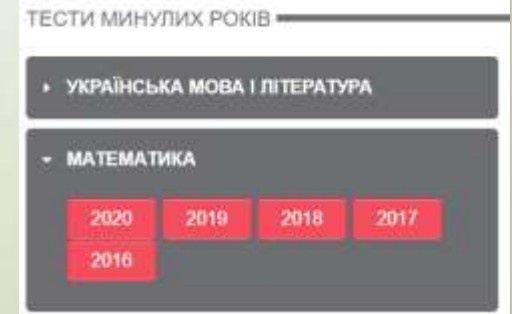 ТЕСТИ МИНУЛИХ РОКІВ
УКРАЇНСЬКА МОВА І ЛІТЕРАТУРА
МАТЕМАТИКА
2020 2019 2018 2017
2016